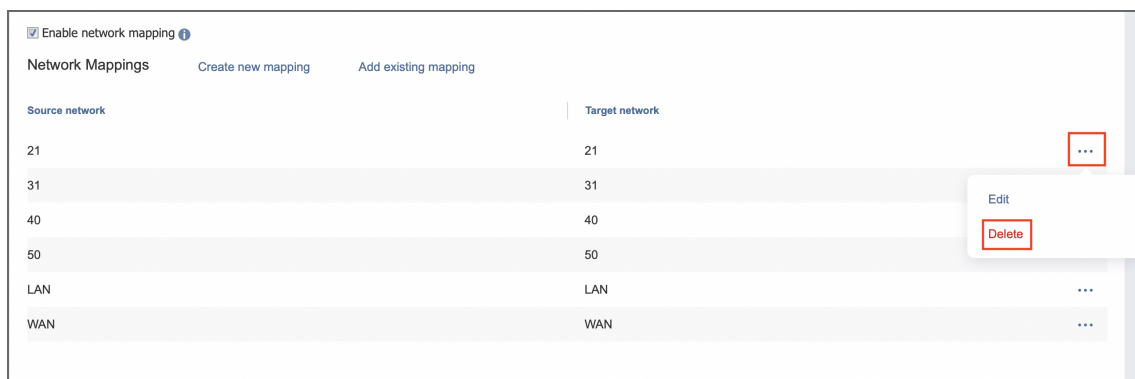 Enable network mapping
Network Mappings Create new mapping Add existing mapping
Source network Target network
21 21
31 31
Edit
40 40
Delete
50 50
LAN LAN
WAN WAN